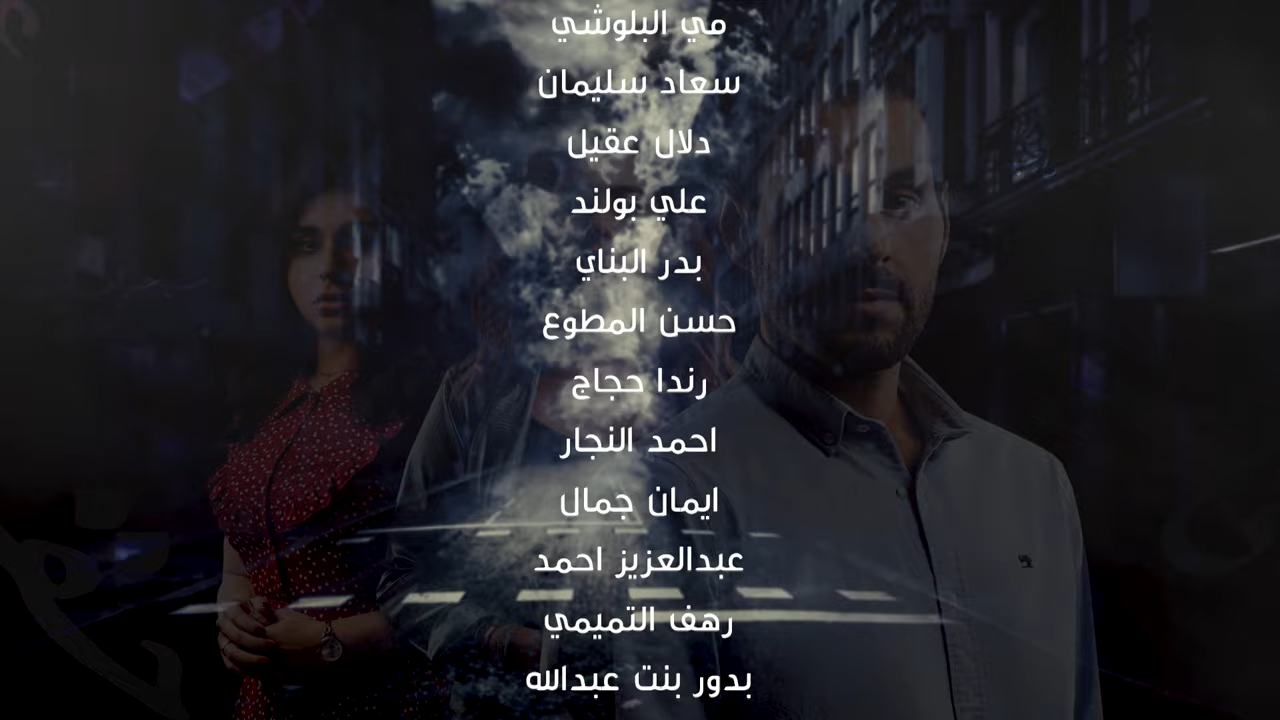 مي البلوشي
سعاد سليمان
دلال عقيل
علي بولند
بدر البناي
حسن المطوع
رندا حجاج
احمد النجار
ايمان جمال
عبدالعزيز احمد
رهف التميمي
بدور بنت عبدالله